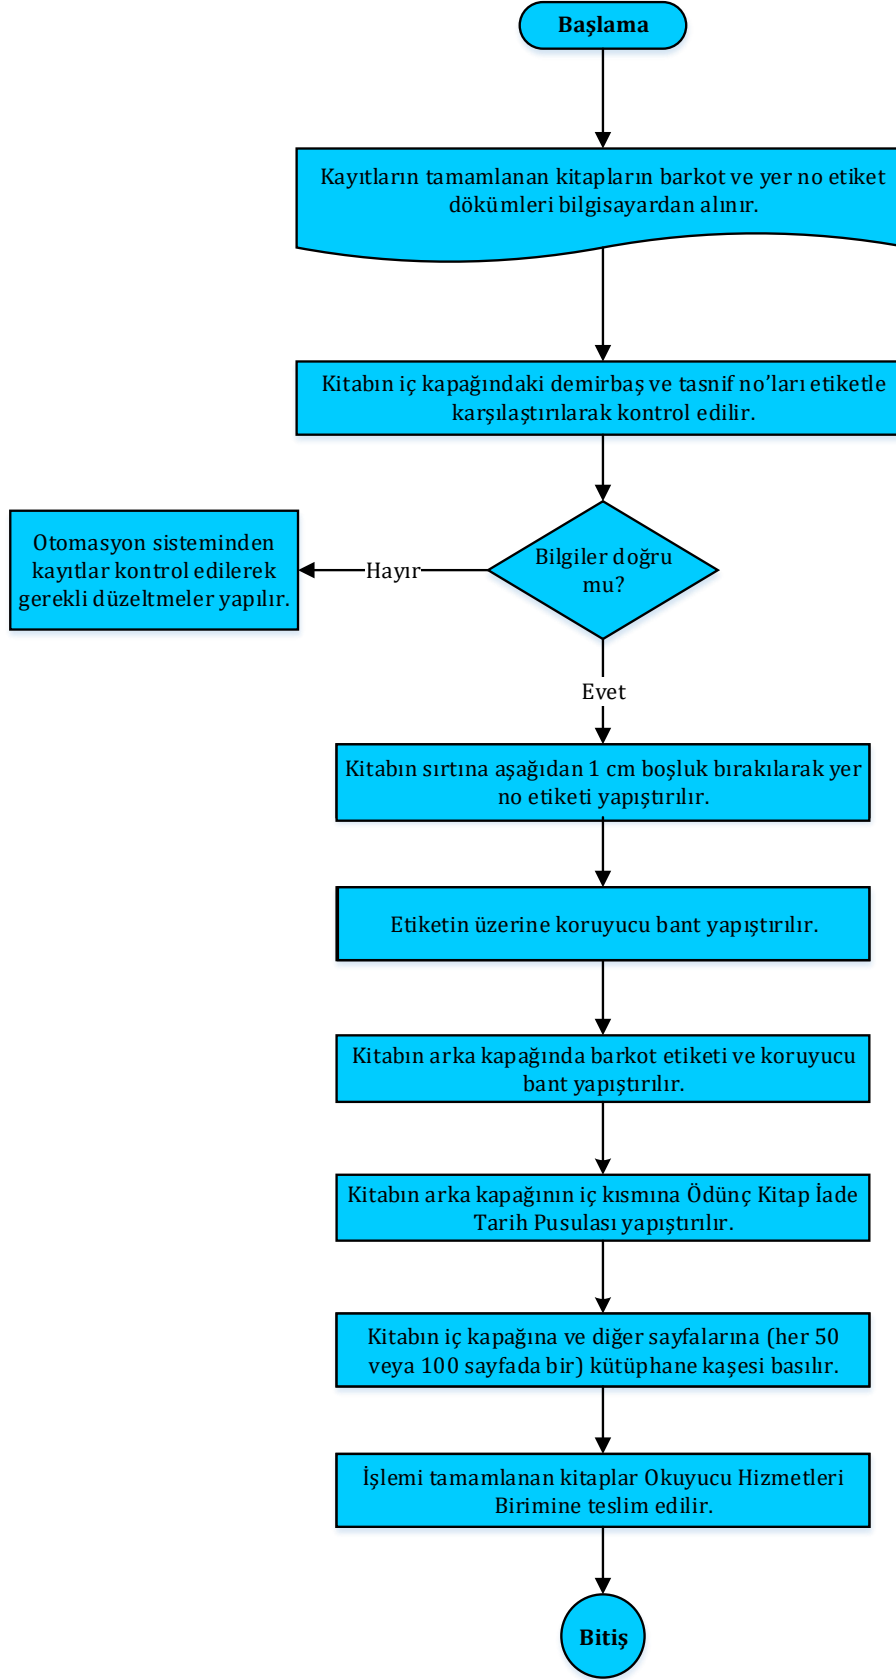 Başlama
Kayıtların tamamlanan kitapların barkot ve yer no etiket
dökümleri bilgisayardan alınır.
Kitabın iç kapağındaki demirbaş ve tasnif no’ları etiketle
karşılaştırılarak kontrol edilir.
Bilgiler doğru
mu?
Hayır
Otomasyon sisteminden
kayıtlar kontrol edilerek
gerekli düzeltmeler yapılır.
Evet
Kitabın sırtına aşağıdan 1 cm boşluk bırakılarak yer
no etiketi yapıştırılır.
Etiketin üzerine koruyucu bant yapıştırılır.
Kitabın arka kapağında barkot etiketi ve koruyucu
bant yapıştırılır.
Kitabın arka kapağının iç kısmına Ödünç Kitap İade
Tarih Pusulası yapıştırılır.
Kitabın iç kapağına ve diğer sayfalarına (her 50
veya 100 sayfada bir) kütüphane kaşesi basılır.
İşlemi tamamlanan kitaplar Okuyucu Hizmetleri
Birimine teslim edilir.
Bitiş